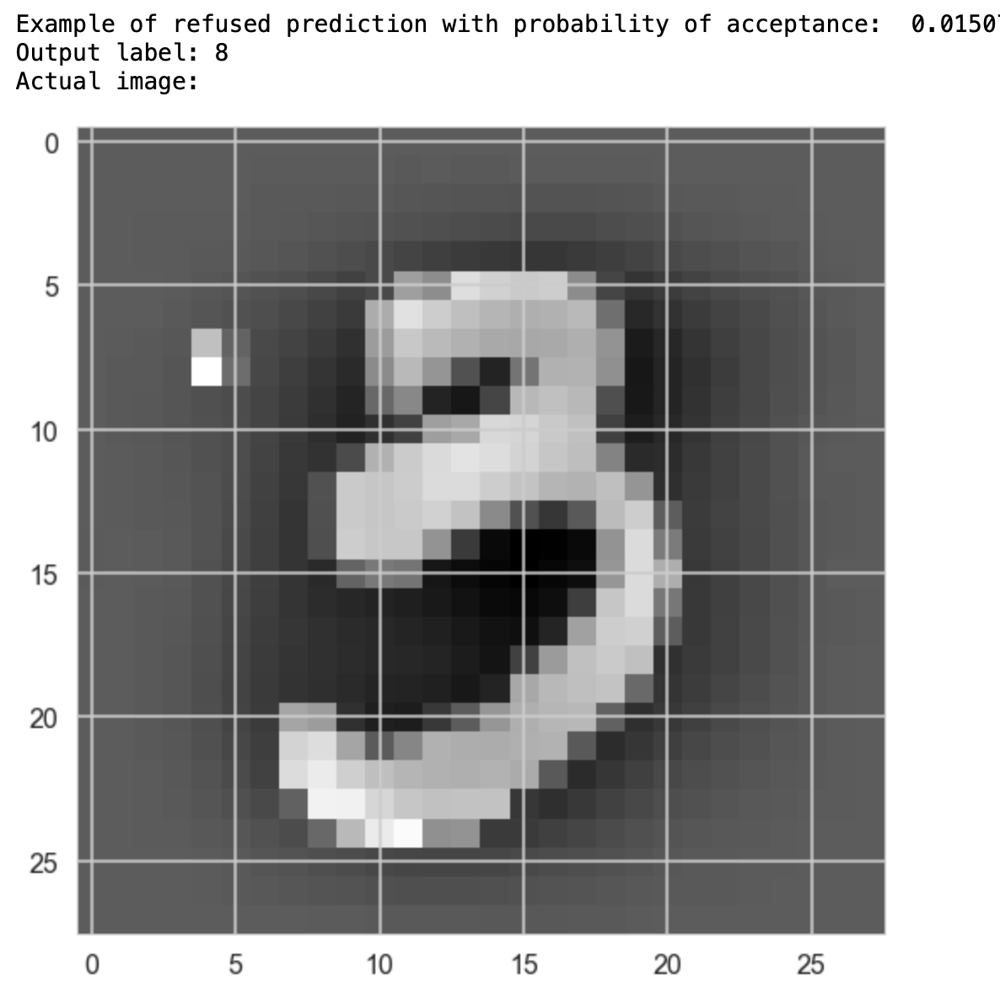 Example of refused prediction with probability of acceptance:  0.0150
Output label: 8
Actual image:
0
5
10
15
20
25
3
0 5 10 15 20 25